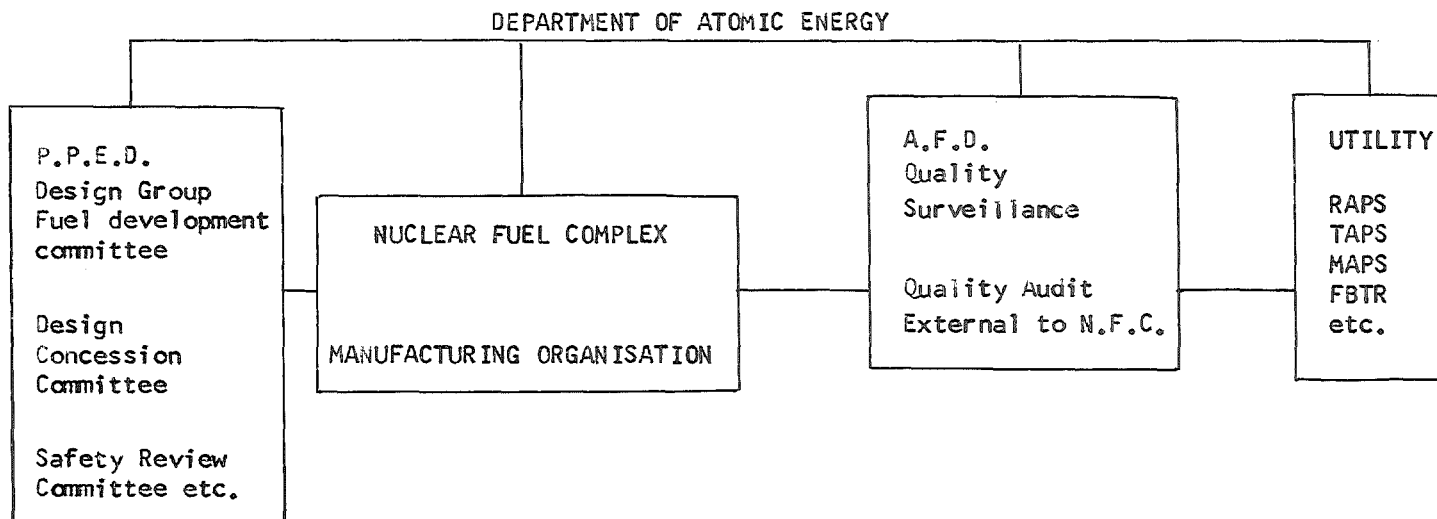 DEPARTMENT OF ATOMIC ENERGY
P.P.E.D.
Design Group
Fuel development
committee
Design
Concession
Committee
Safety Review
Committee etc.
NUCLEAR FUEL COMPLEX
MANUFACTURING ORGANISATION
A.F.D.
Quality
Surveillance
Quality Audit
External to N.F.C.
UTILITY
RAPS
TAPS
MAPS
FBTR
etc.